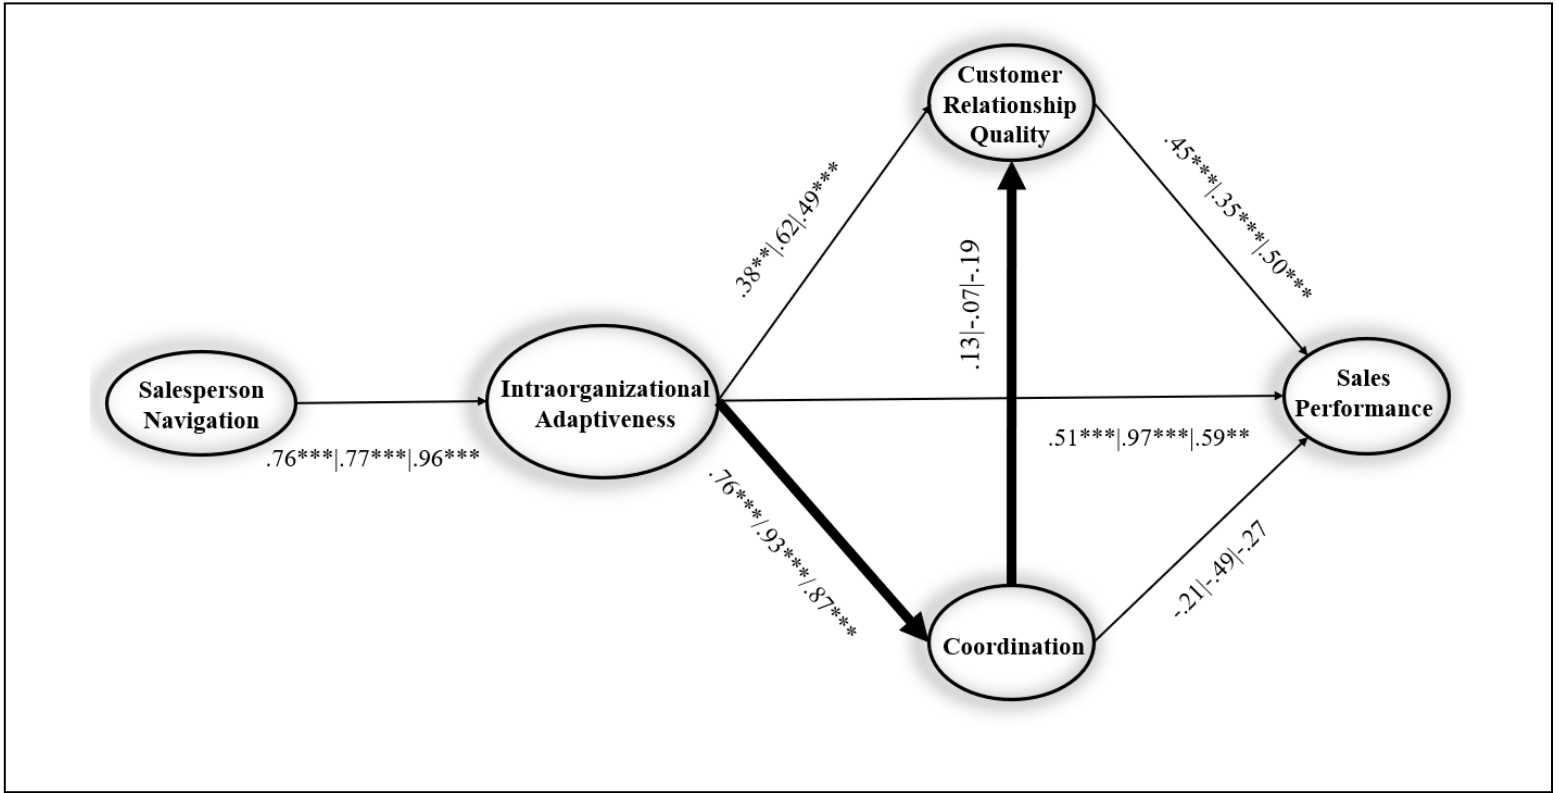 Customer
Relationship
Quality
.45***|.35***|.50***
.38**|.62|.49***
.13|-.07|-.19
Salesperson
Navigation
Intraorganizational
Adaptiveness
Sales
Performance
.76***|.77***|.96***
.51***|.97***|.59**
.76***/.93***/.87***
-.21|-.49|-.27
Coordination